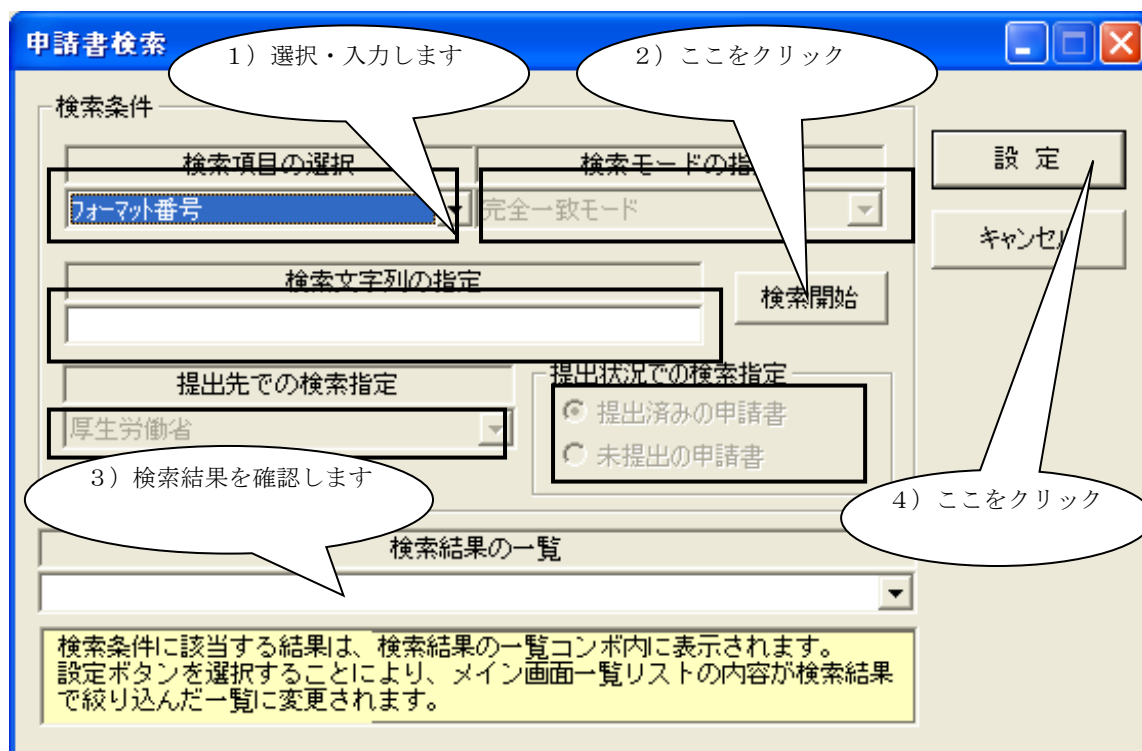 申請書検索
1）選択・入力します
2）ここをクリック
検索条件
検索項目の選択
検索モードの指
設 定
フォーマット番号
完全一致モード
キャンセル
検索文字列の指定
検索開始
提出先での検索指定
提出状況での検索指定
厚生労働省
提出済みの申請書
未提出の申請書
3）検索結果を確認します
4）ここをクリック
検索結果の一覧
検索条件に該当する結果は、検索結果の一覧コンボ内に表示されます。
設定ボタンを選択することにより、メイン画面一覧リストの内容が検索結果
で絞り込んだ一覧に変更されます。